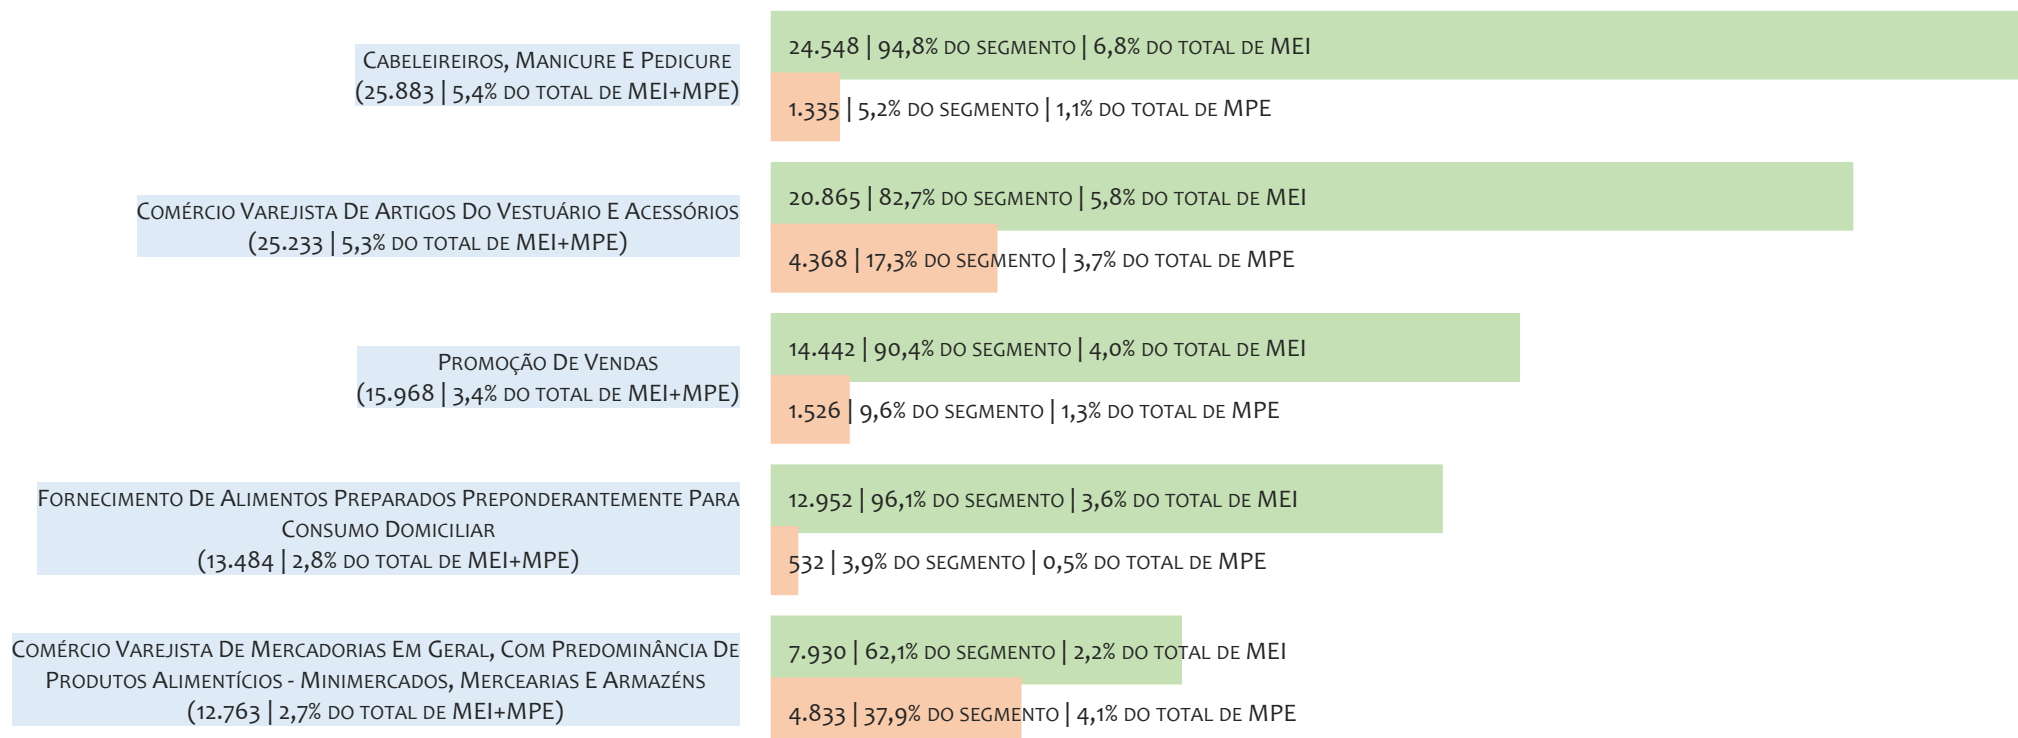 Cabeleireiros, Manicure E Pedicure
(25.883 | 5,4% do total de MEI+MPE)
24.548 | 94,8% do segmento | 6,8% do total de MEI
1.335 | 5,2% do segmento | 1,1% do total de MPE
Comércio Varejista De Artigos Do Vestuário E Acessórios
(25.233 | 5,3% do total de MEI+MPE)
20.865 | 82,7% do segmento | 5,8% do total de MEI
4.368 | 17,3% do segmento | 3,7% do total de MPE
Promoção De Vendas
(15.968 | 3,4% do total de MEI+MPE)
14.442 | 90,4% do segmento | 4,0% do total de MEI
1.526 | 9,6% do segmento | 1,3% do total de MPE
Fornecimento De Alimentos Preparados Preponderantemente Para
Consumo Domiciliar
(13.484 | 2,8% do total de MEI+MPE)
12.952 | 96,1% do segmento | 3,6% do total de MEI
532 | 3,9% do segmento | 0,5% do total de MPE
Comércio Varejista De Mercadorias Em Geral, Com Predominância De
Produtos Alimentícios - Minimercados, Mercearias E Armazéns
(12.763 | 2,7% do total de MEI+MPE)
7.930 | 62,1% do segmento | 2,2% do total de MEI
4.833 | 37,9% do segmento | 4,1% do total de MPE